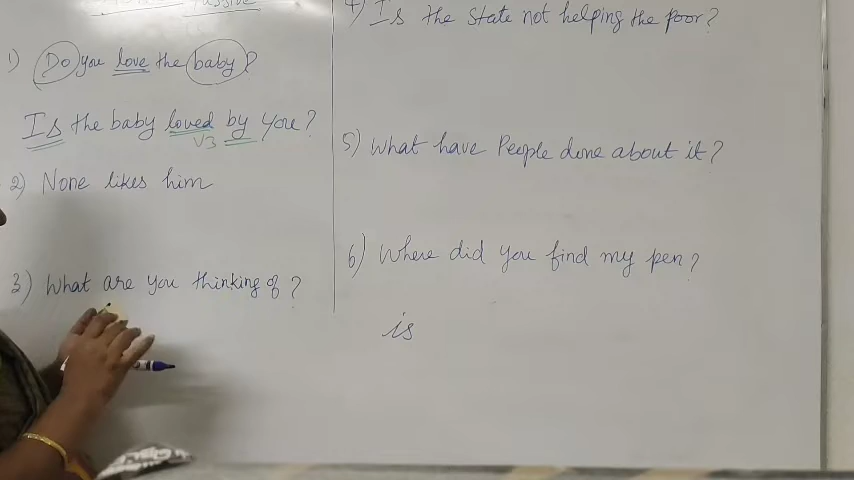 Passive
1) Do you love the baby?
Is the baby loved by you?
V3
2) None likes him
3) What are you thinking of?
4) Is the state not helping the poor?
5) What have People done about it?
6) Where did you find my pen?
is